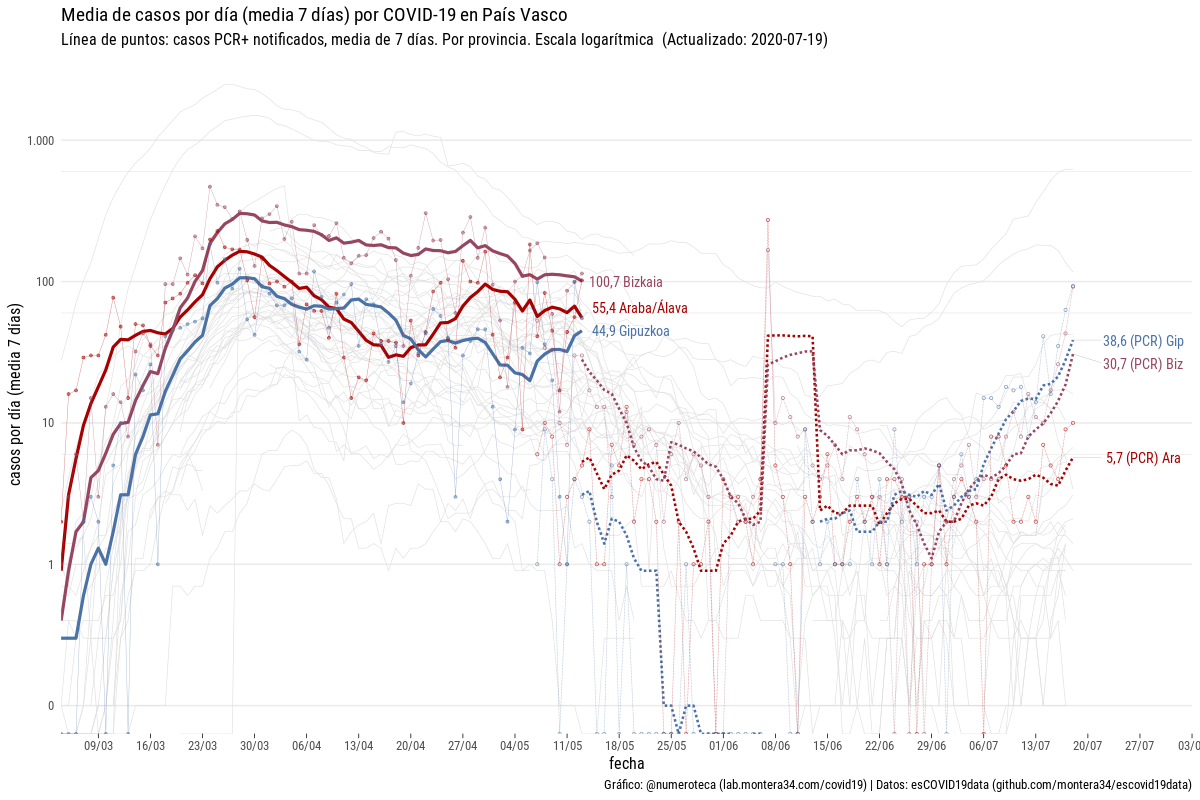 Media de casos por día (media 7 días) por COVID-19 en País Vasco
Línea de puntos: casos PCR+ notificados, media de 7 días. Por provincia. Escala logarítmica  (Actualizado: 2020-07-19)
casos por día (media 7 días)
1.000
100
10
1
0
100,7 Bizkaia
55,4 Araba/Álava
44,9 Gipuzkoa
38,6 (PCR) Gip
30,7 (PCR) Biz
5,7 (PCR) Ara
09/03 16/03 23/03 30/03 06/04 13/04 20/04 27/04 04/05 11/05 18/05 25/05 01/06 08/06 15/06 22/06 29/06 06/07 13/07 20/07 27/07 03/0
fecha
Gráfico: @numeroteca (lab.montera34.com/covid19) | Datos: esCOVID19data (github.com/montera34/escovid19data)